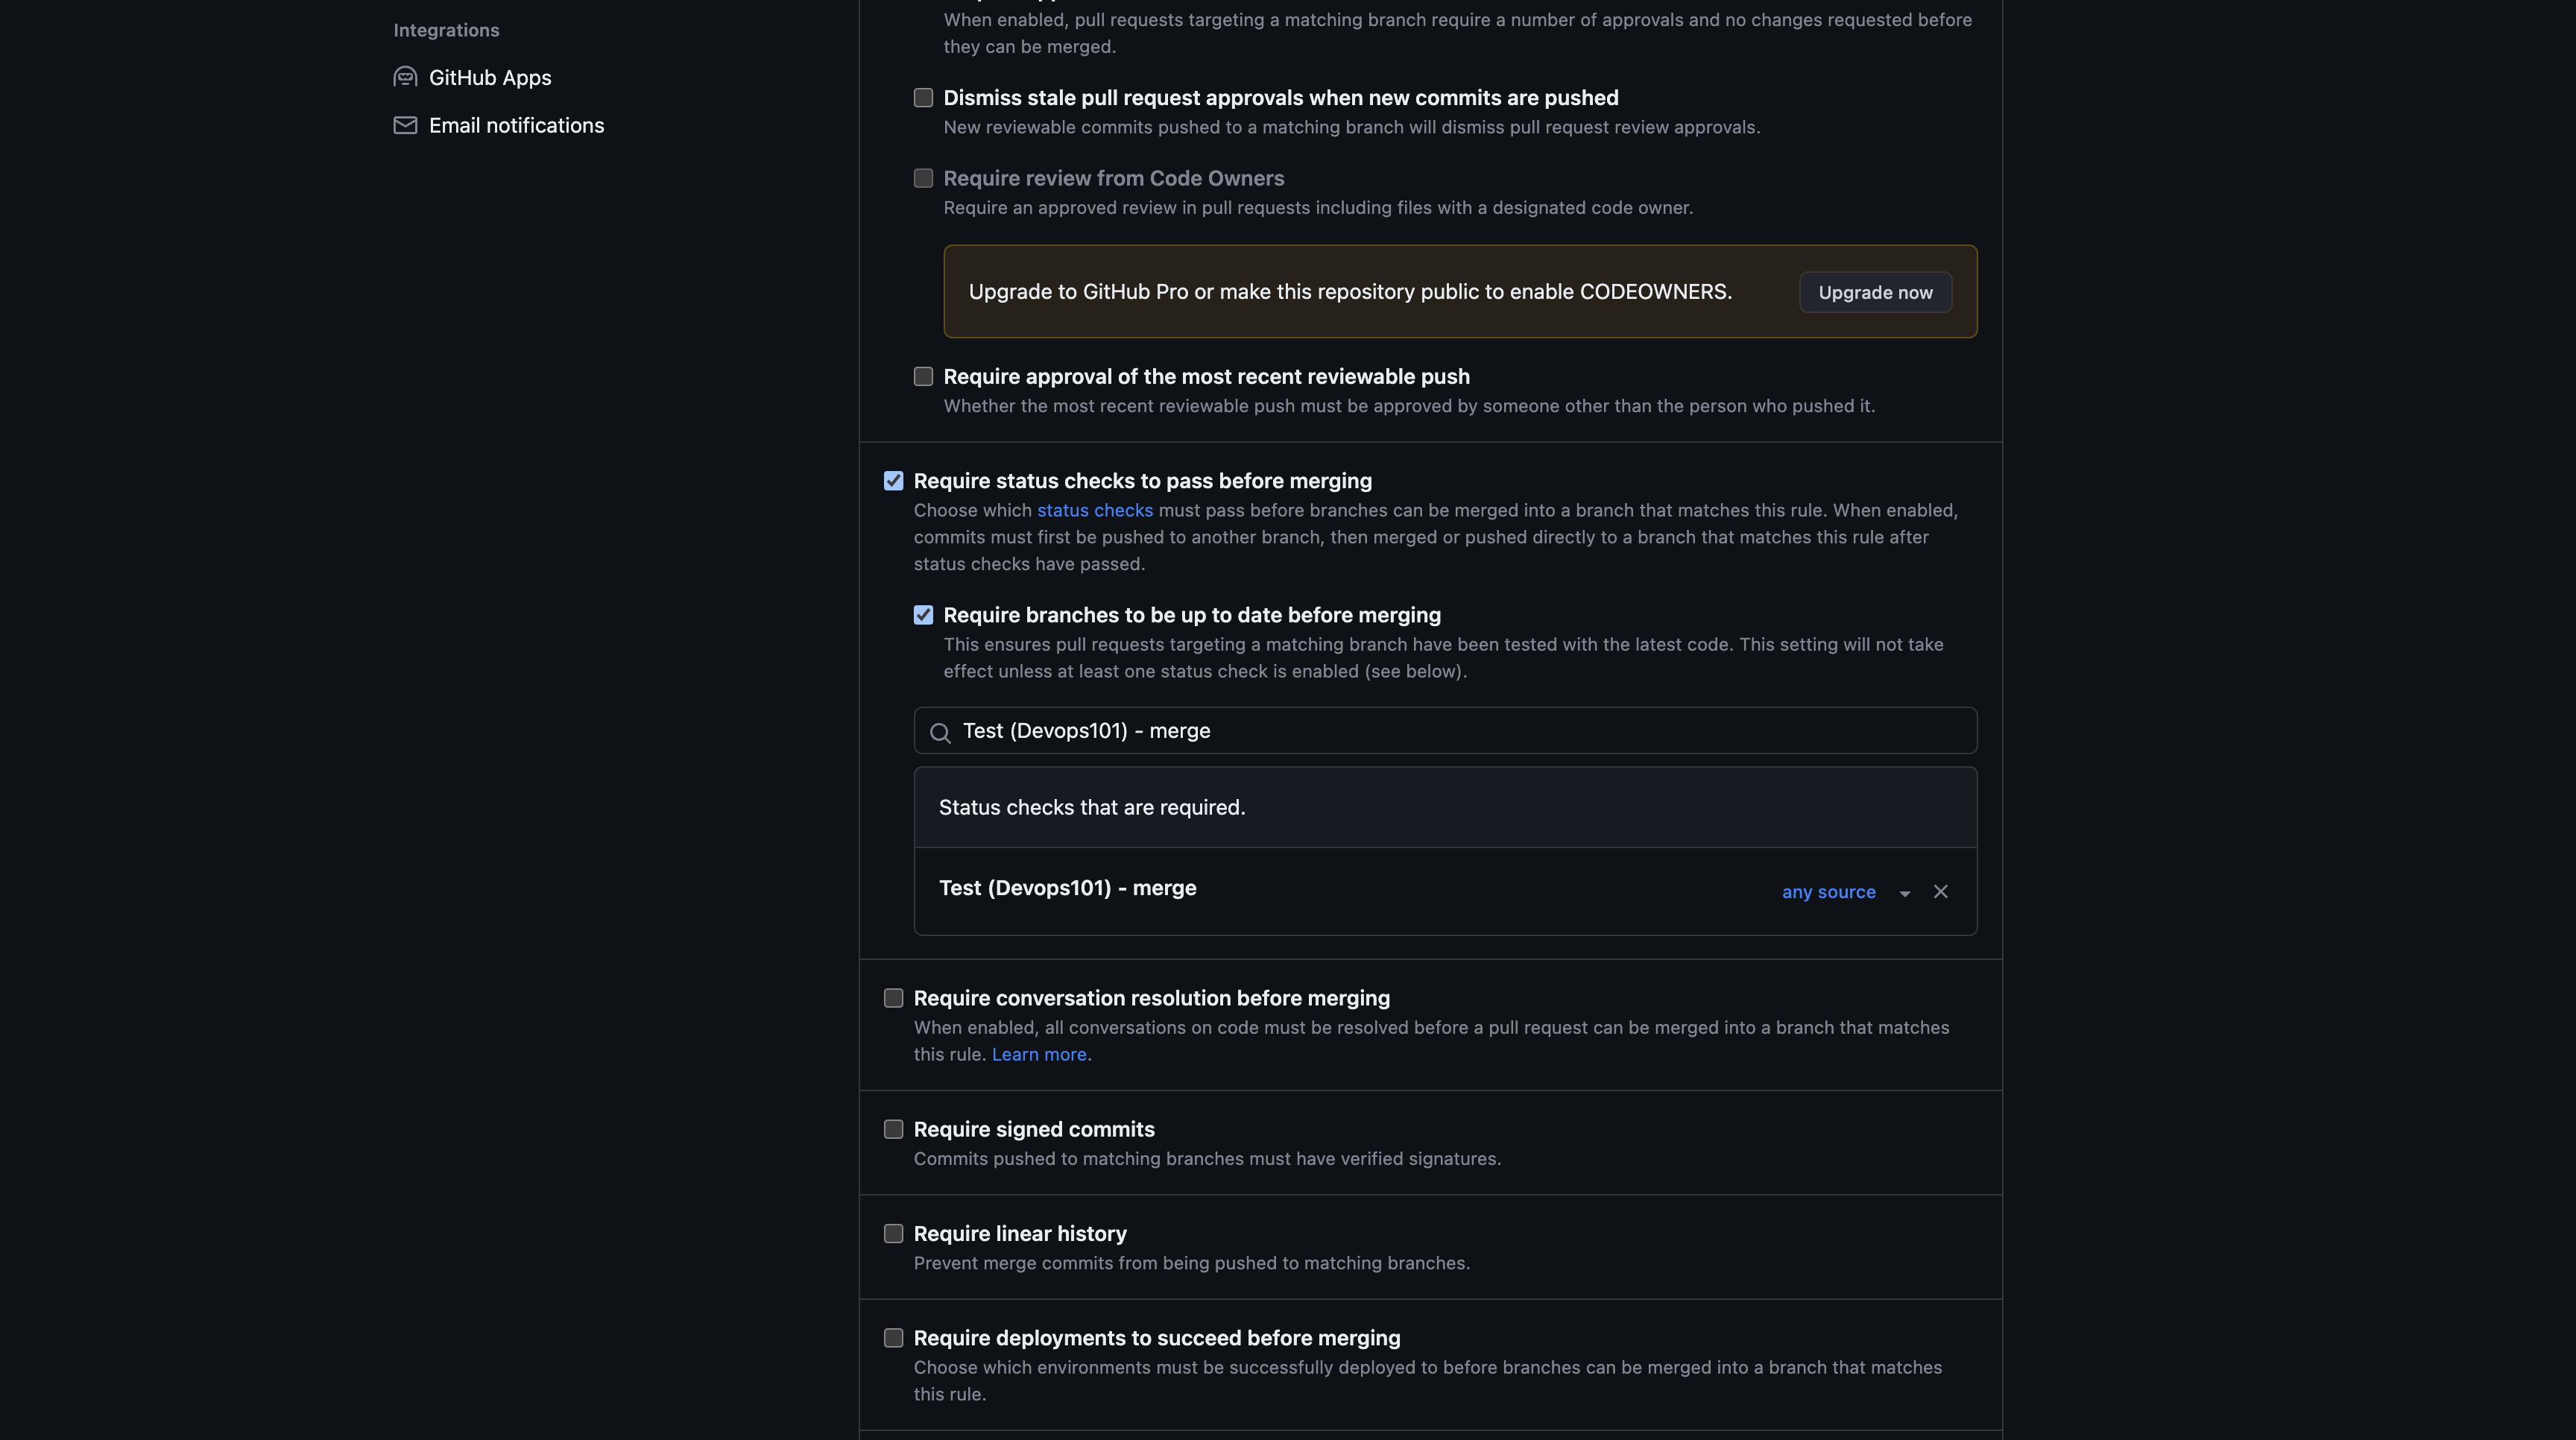 Integrations
GitHub Apps
Email notifications
When enabled, pull requests targeting a matching branch require a number of approvals and no changes requested before
they can be merged.
Dismiss stale pull request approvals when new commits are pushed
New reviewable commits pushed to a matching branch will dismiss pull request review approvals.
Require review from Code Owners
Require an approved review in pull requests including files with a designated code owner.
Upgrade to GitHub Pro or make this repository public to enable CODEOWNERS.
Upgrade now
Require approval of the most recent reviewable push
Whether the most recent reviewable push must be approved by someone other than the person who pushed it.
Require status checks to pass before merging
Choose which status checks must pass before branches can be merged into a branch that matches this rule. When enabled,
commits must first be pushed to another branch, then merged or pushed directly to a branch that matches this rule after
status checks have passed.
Require branches to be up to date before merging
This ensures pull requests targeting a matching branch have been tested with the latest code. This setting will not take
effect unless at least one status check is enabled (see below).
Test (Devops101) - merge
Status checks that are required.
Test (Devops101) - merge
any source
Require conversation resolution before merging
When enabled, all conversations on code must be resolved before a pull request can be merged into a branch that matches
this rule. Learn more.
Require signed commits
Commits pushed to matching branches must have verified signatures.
Require linear history
Prevent merge commits from being pushed to matching branches.
Require deployments to succeed before merging
Choose which environments must be successfully deployed to before branches can be merged into a branch that matches
this rule.